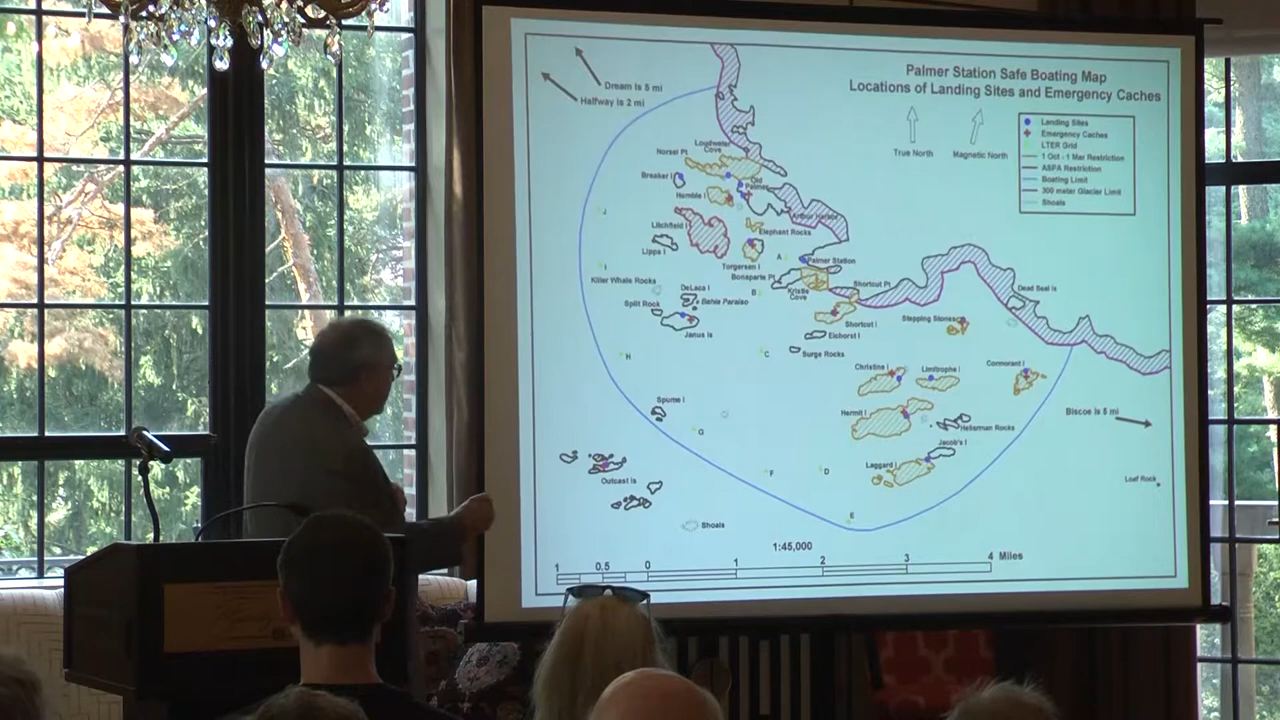 Palmer Station Safe Boating Map
Locations of Landing Sites and Emergency Caches
Dream is 5 mi
Halfway is 2 mi
True North
Magnetic North
Landing Sites
Emergency Caches
LTER Grid
1 Oct - 1 Mar Restriction
ASPA Restriction
Boating Limit
300 meter Glacier Limit
Shoals
Loudwater
Cove
Norsel Pt
Breaker I
Humble I
Old
Palmer
Arthur Harbor
Litchfield I
Elephant Rocks
Lipps I
Torgersen I
A
Palmer Station
Bonaparte Pt
Kristie
Cove
Shortcut Pt
J
I
Killer Whale Rocks
DeLaca I
B
Bahia Paraiso
Split Rock
Janus Is
Shortcut I
Eichorst I
Stepping Stones
Dead Seal Is
H
C
Surge Rocks
Christine I
Limitrophe I
Cormorant I
Spume I
Hermit I
Biscoe is 5 mi
G
Hellerman Rocks
Jacob's I
Laggard I
F
D
Outcast Is
Loaf Rock
E
Shoals
1:45,000
1 0.5 0 1 2 3 4 Miles